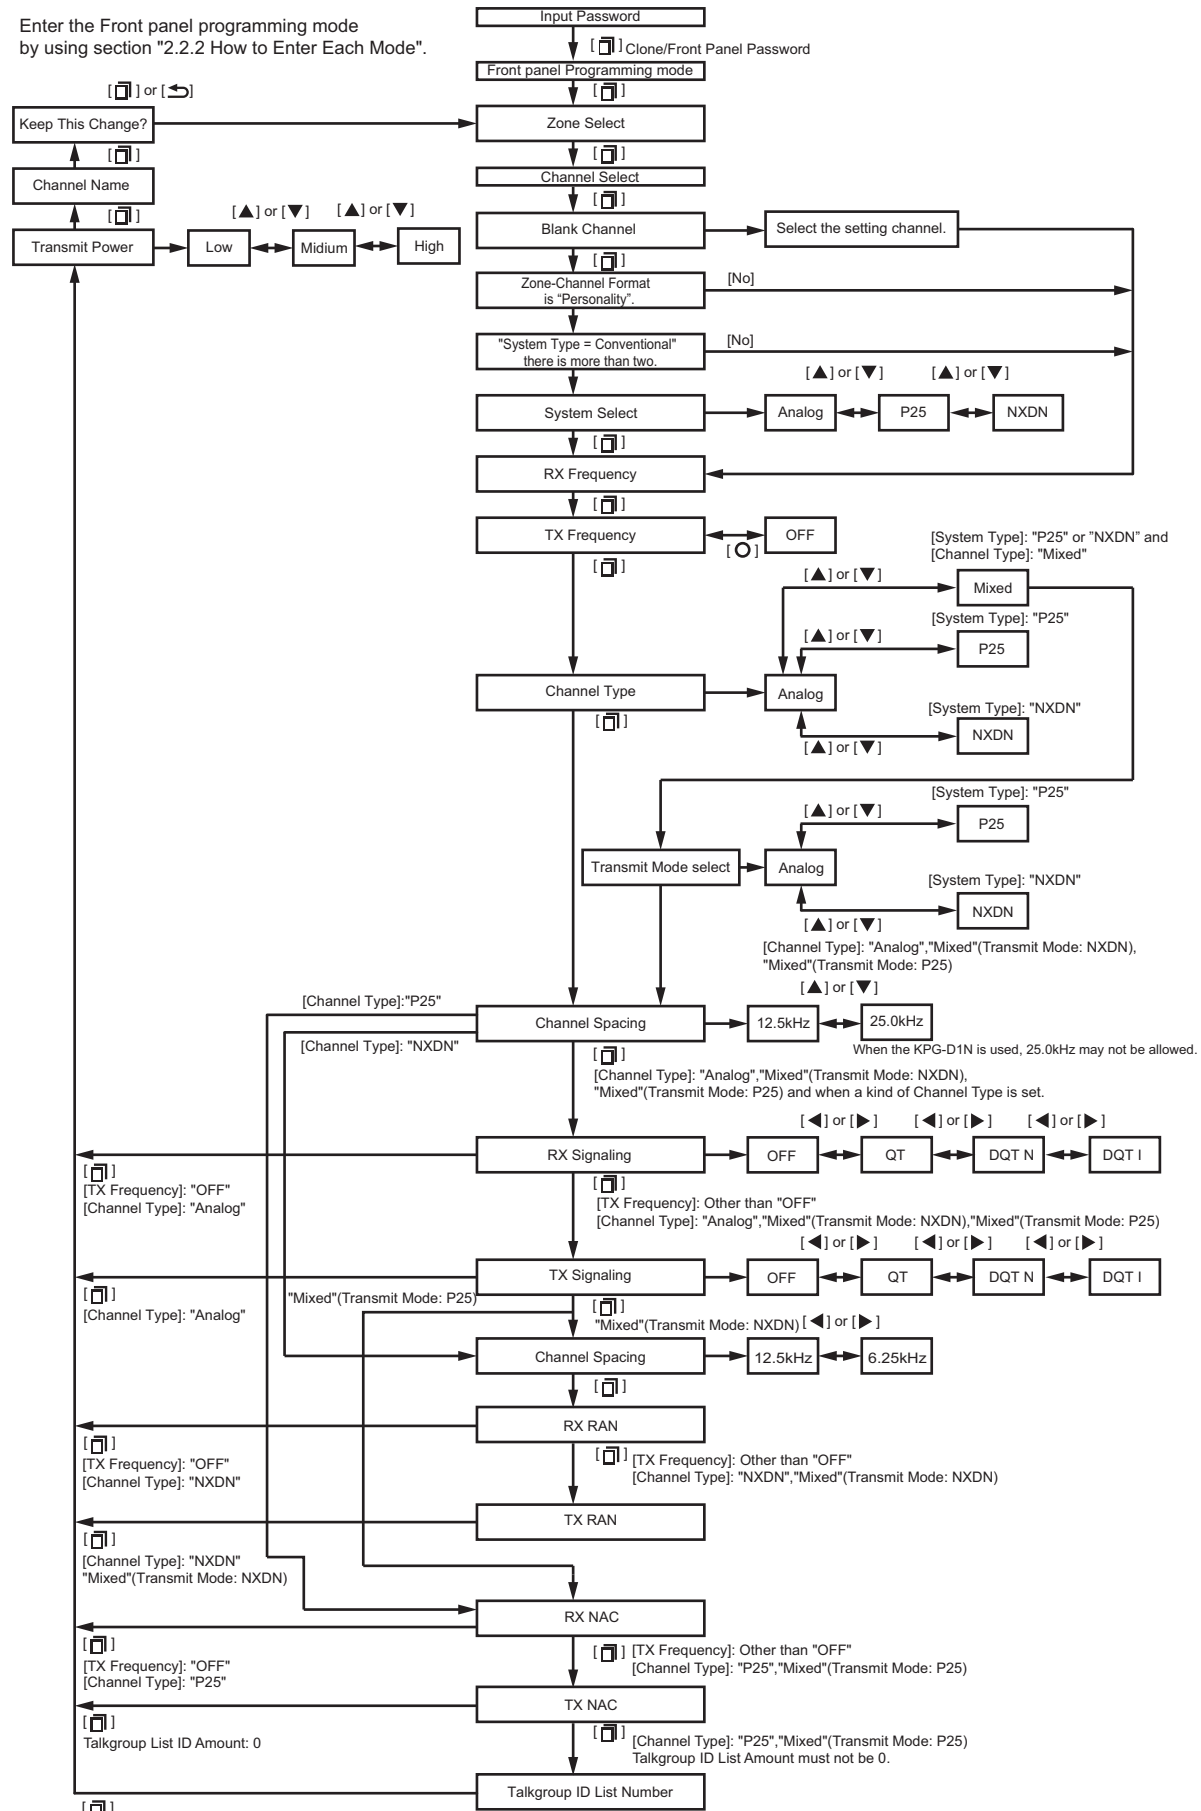 Enter the Front panel programming mode
by using section "2.2.2 How to Enter Each Mode".
Input Password
[ ] Clone/Front Panel Password
Front panel Programming mode
[ ]
[ ] or [ ]
Keep This Change?
Zone Select
[ ]
[ ]
Channel Name
Channel Select
[ ]
[ ]
[▲] or [▼]
[▲] or [▼]
Transmit Power
Low
Midium
High
Blank Channel
Select the setting channel.
[ ]
Zone-Channel Format
is “Personality”.
[No]
"System Type = Conventional"
there is more than two.
[No]
[▲] or [▼]
[▲] or [▼]
System Select
Analog
P25
NXDN
[ ]
RX Frequency
[ ]
TX Frequency
OFF
[O]
[ ]
[System Type]: "P25" or ”NXDN” and
[Channel Type]: "Mixed"
[▲] or [▼]
Mixed
[System Type]: "P25"
[▲] or [▼]
P25
Channel Type
Analog
[ ]
[System Type]: "NXDN"
NXDN
[▲] or [▼]
[System Type]: "P25"
[▲] or [▼]
P25
Transmit Mode select
Analog
[System Type]: "NXDN"
NXDN
[▲] or [▼]
[Channel Type]: "Analog","Mixed"(Transmit Mode: NXDN),
"Mixed"(Transmit Mode: P25)
[▲] or [▼]
[Channel Type]:"P25"
Channel Spacing
12.5kHz
25.0kHz
[Channel Type]: "NXDN"
When the KPG-D1N is used, 25.0kHz may not be allowed.
[ ]
[Channel Type]: "Analog","Mixed"(Transmit Mode: NXDN),
"Mixed"(Transmit Mode: P25) and when a kind of Channel Type is set.
[◀] or [▶]
[◀] or [▶]
[◀] or [▶]
RX Signaling
OFF
QT
DQT N
DQT I
[ ]
[TX Frequency]: "OFF"
[Channel Type]: "Analog"
[ ]
[TX Frequency]: Other than "OFF"
[Channel Type]: "Analog","Mixed"(Transmit Mode: NXDN),"Mixed"(Transmit Mode: P25)
[◀] or [▶]
[◀] or [▶]
[◀] or [▶]
TX Signaling
OFF
QT
DQT N
DQT I
[ ]
[Channel Type]: "Analog"
"Mixed"(Transmit Mode: P25)
[ ]
"Mixed"(Transmit Mode: NXDN)
[◀] or [▶]
Channel Spacing
12.5kHz
6.25kHz
[ ]
RX RAN
[ ]
[TX Frequency]: "OFF"
[Channel Type]: "NXDN"
[ ]
[TX Frequency]: Other than "OFF"
[Channel Type]: "NXDN","Mixed"(Transmit Mode: NXDN)
TX RAN
[ ]
[Channel Type]: "NXDN"
"Mixed"(Transmit Mode: NXDN)
RX NAC
[ ]
[TX Frequency]: "OFF"
[Channel Type]: "P25"
[ ]
[TX Frequency]: Other than "OFF"
[Channel Type]: "P25","Mixed"(Transmit Mode: P25)
TX NAC
[ ]
Talkgroup List ID Amount: 0
[ ]
[Channel Type]: "P25","Mixed"(Transmit Mode: P25)
Talkgroup ID List Amount must not be 0.
Talkgroup ID List Number
[ ]